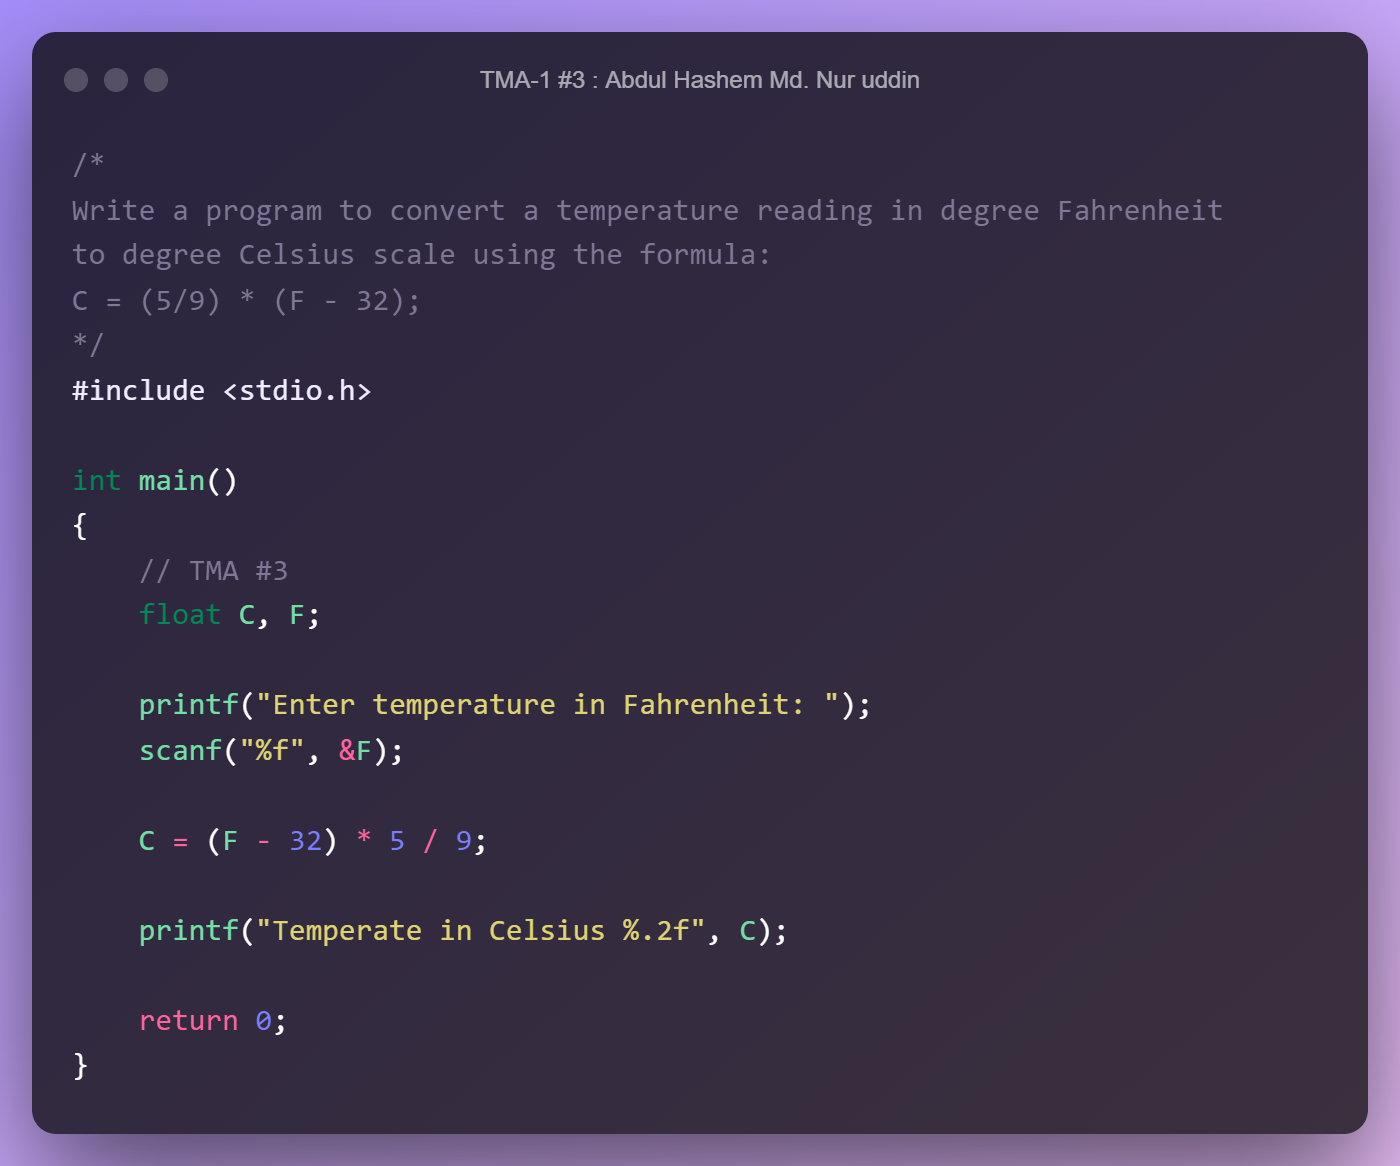 TMA-1 #3 : Abdul Hashem Md. Nur uddin
/*
Write a program to convert a temperature reading in degree Fahrenheit
to degree Celsius scale using the formula:
C = (5/9) * (F - 32);
*/
#include <stdio.h>
int main()
{
// TMA #3
float C, F;
printf("Enter temperature in Fahrenheit: ");
scanf("%f", &F);
C = (F - 32) * 5 / 9;
printf("Temperate in Celsius %.2f", C);
return 0;
}